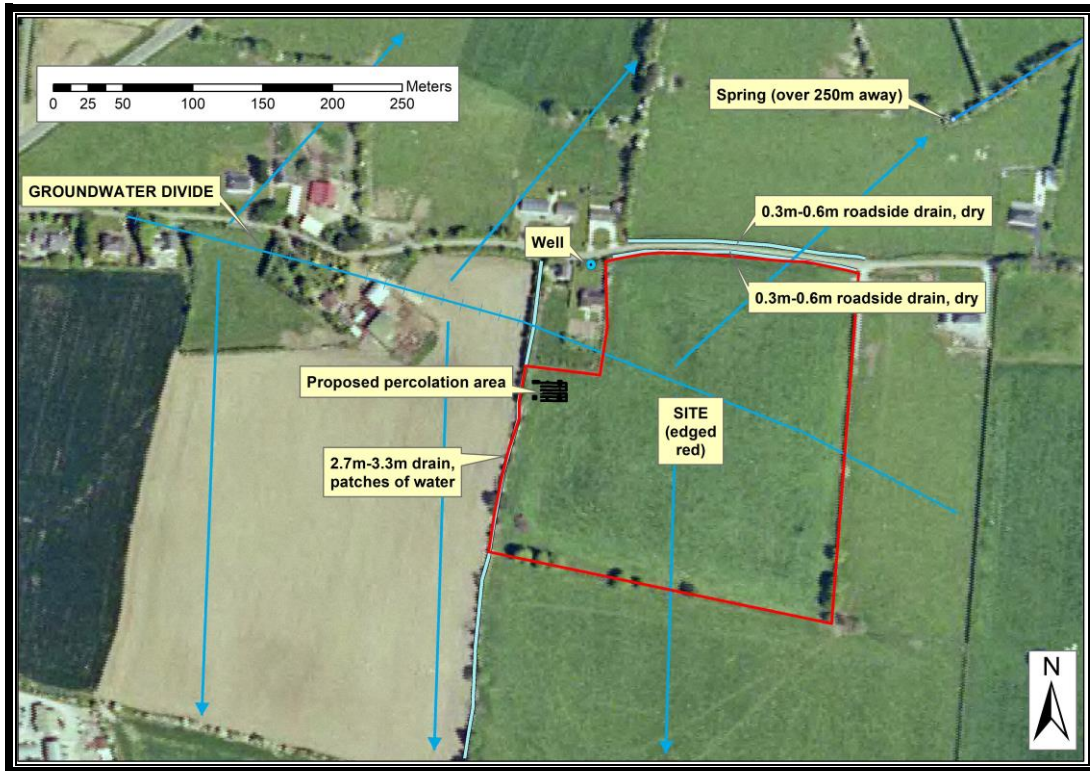 Meters
0 25 50 100 150 200 250
Spring (over 250m away)
GROUNDWATER DIVIDE
0.3m-0.6m roadside drain, dry
Well
0.3m-0.6m roadside drain, dry
Proposed percolation area
SITE
(edged
red)
2.7m-3.3m drain,
patches of water
N